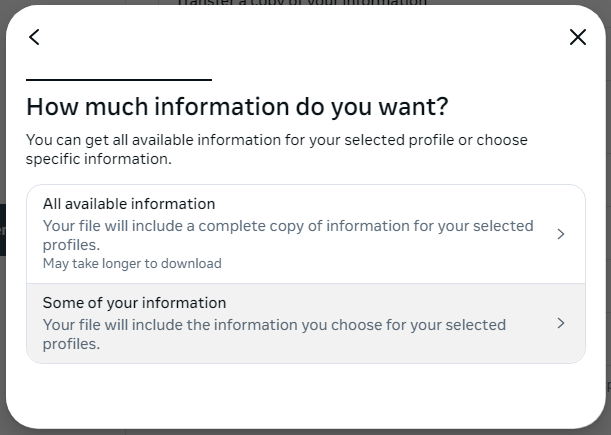 Transfer a copy of your information
How much information do you want?
You can get all available information for your selected profile or choose
specific information.
All available information
Your file will include a complete copy of information for your selected
profiles.
May take longer to download
Some of your information
Your file will include the information you choose for your selected
profiles.